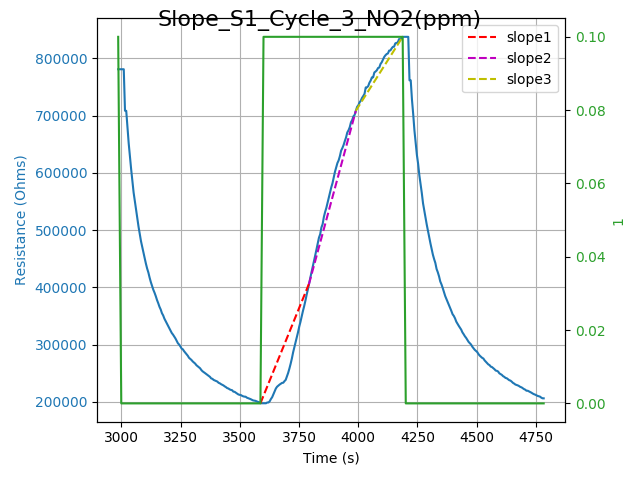 Slope_S1_Cycle_3_NO2(ppm)
slope1
slope2
slope3
800000
700000
600000
500000
400000
300000
200000
Resistance (Ohms)
0.10
0.08
0.06
0.04
0.02
0.00
1
3000 3250 3500 3750 4000 4250 4500 4750
Time (s)